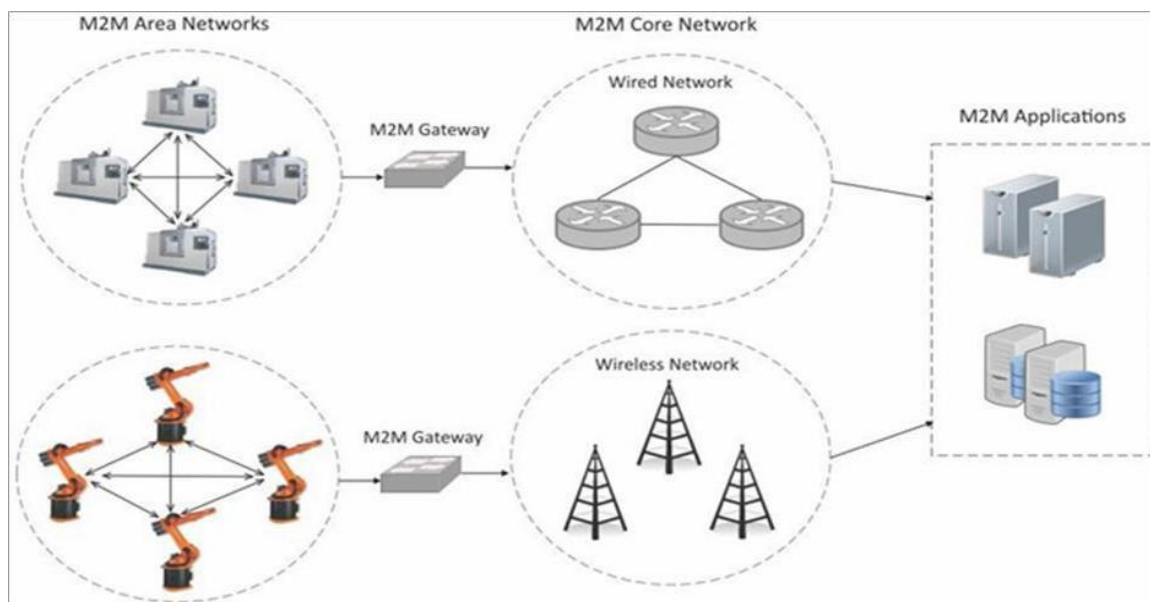 M2M Area Networks
M2M Core Network
Wired Network
M2M Gateway
M2M Applications
Wireless Network
M2M Gateway